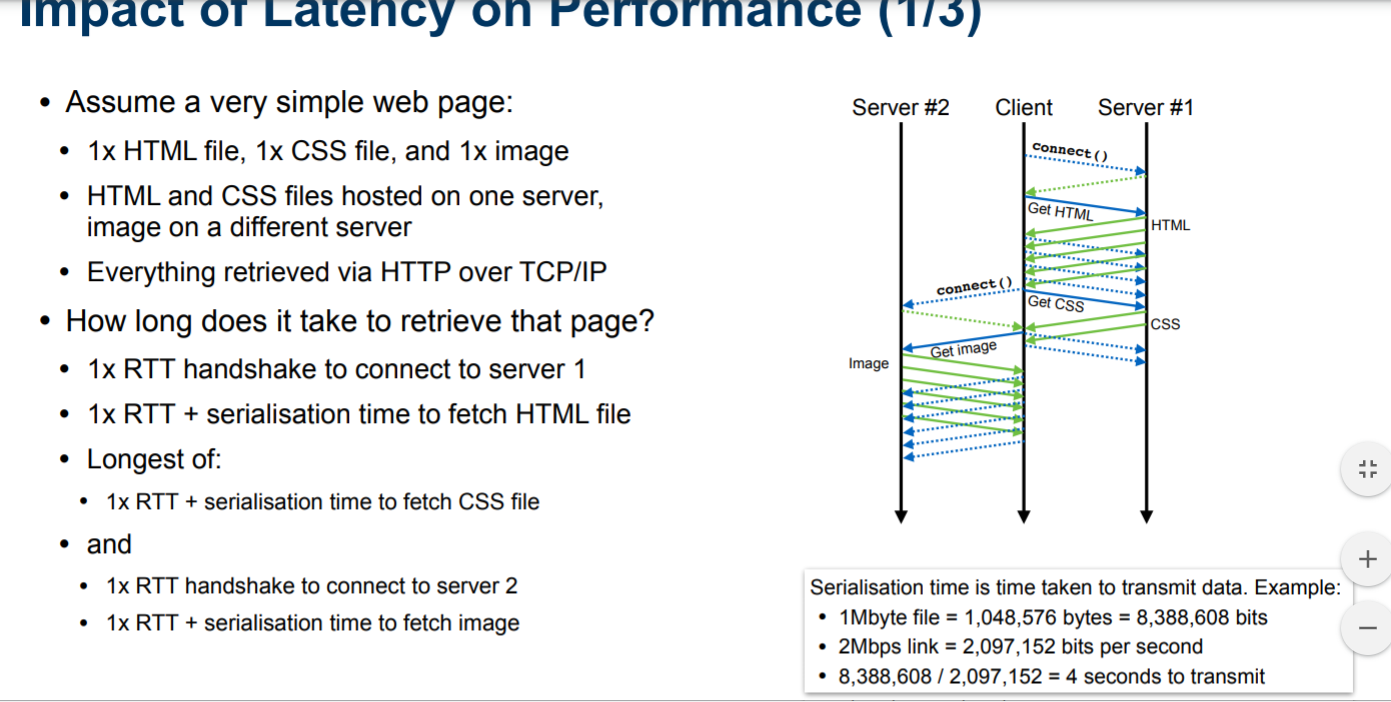 Impact of Latency on Performance (1/3)
• Assume a very simple web page:
• 1x HTML file, 1x CSS file, and 1x image
• HTML and CSS files hosted on one server,
image on a different server
• Everything retrieved via HTTP over TCP/IP
• How long does it take to retrieve that page?
• 1x RTT handshake to connect to server 1
• 1x RTT + serialisation time to fetch HTML file
• Longest of:
• 1x RTT + serialisation time to fetch CSS file
• and
• 1x RTT handshake to connect to server 2
• 1x RTT + serialisation time to fetch image
Server #2 Client Server #1
connect()
Get HTML
HTML
connect()
Get CSS
CSS
Get image
Image
Serialisation time is time taken to transmit data. Example:
• 1Mbyte file = 1,048,576 bytes = 8,388,608 bits
• 2Mbps link = 2,097,152 bits per second
• 8,388,608 / 2,097,152 = 4 seconds to transmit